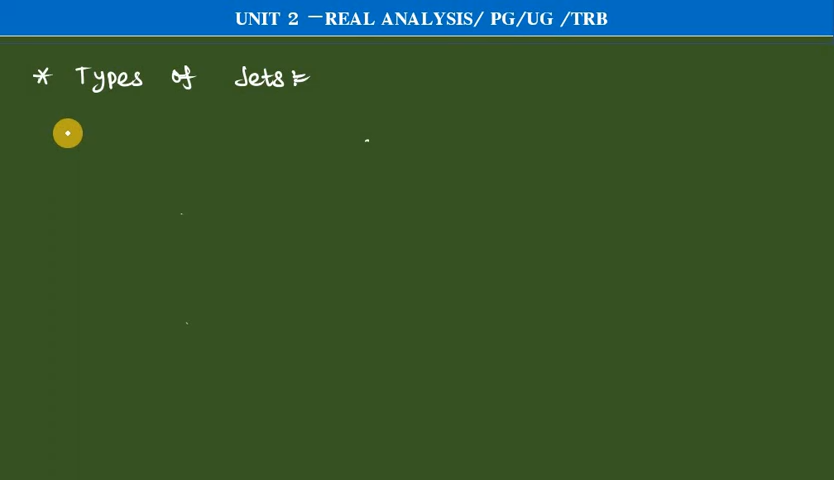 UNIT 2 – REAL ANALYSIS/ PG/UG /TRB
* Types of Sets :-